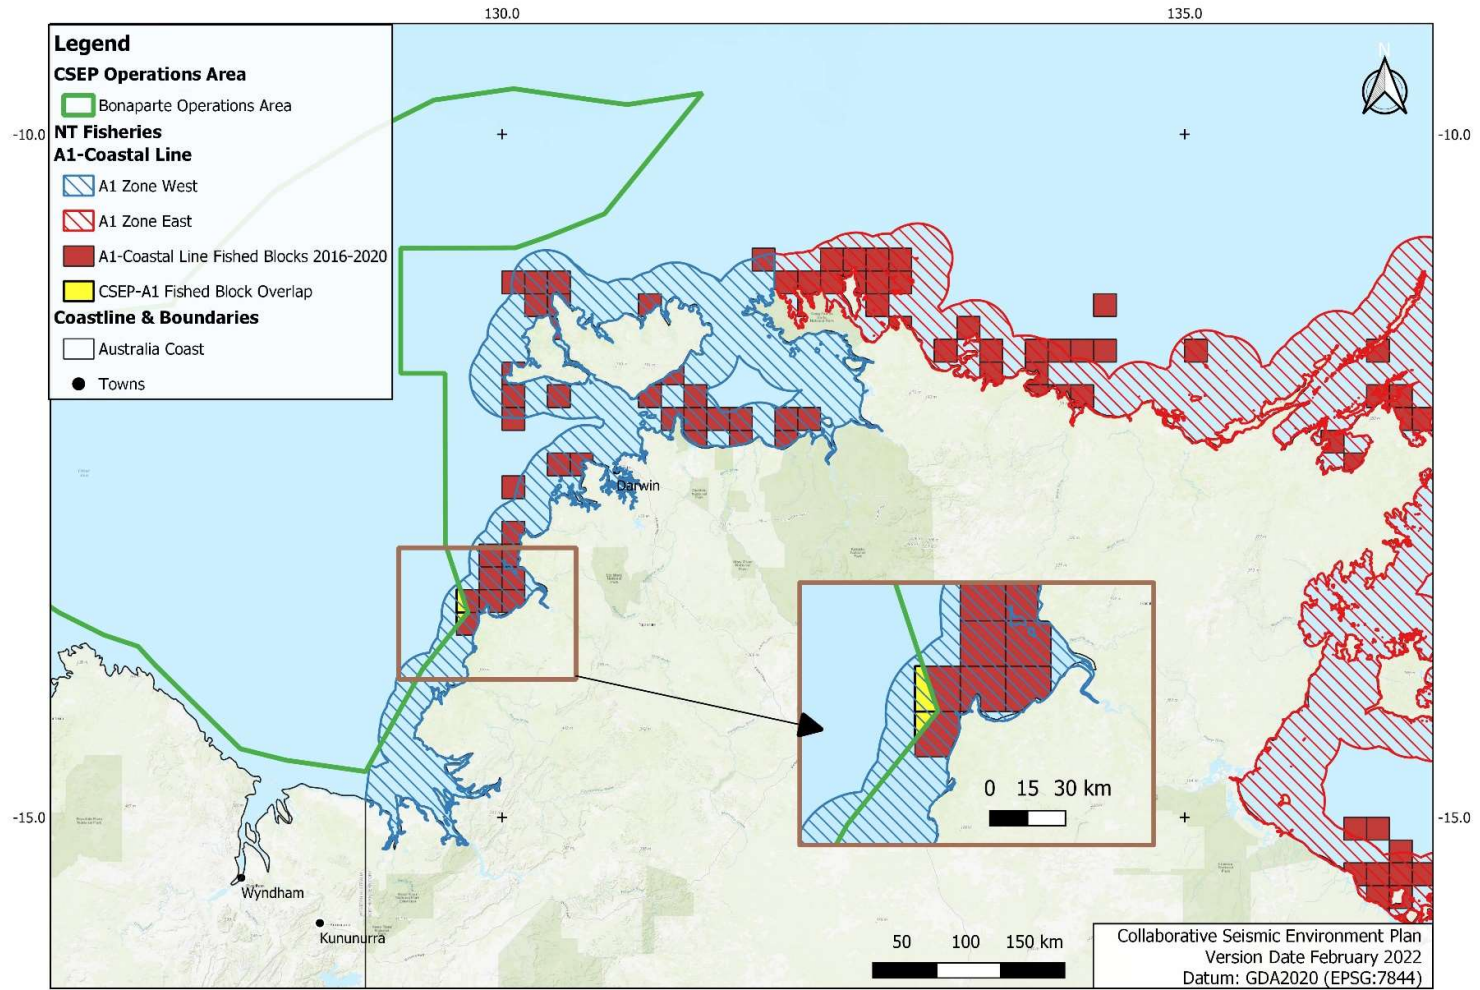 130.0
135.0
Legend
CSEP Operations Area
Bonaparte Operations Area
NT Fisheries
A1-Coastal Line
A1 Zone West
A1 Zone East
A1-Coastal Line Fished Blocks 2016-2020
CSEP-A1 Fished Block Overlap
Coastline & Boundaries
Australia Coast
Towns
N
-10.0
-10.0
Darwin
0 15 30 km
-15.0
-15.0
Wyndham
Kununurra
50 100 150 km
Collaborative Seismic Environment Plan
Version Date February 2022
Datum: GDA2020 (EPSG:7844)